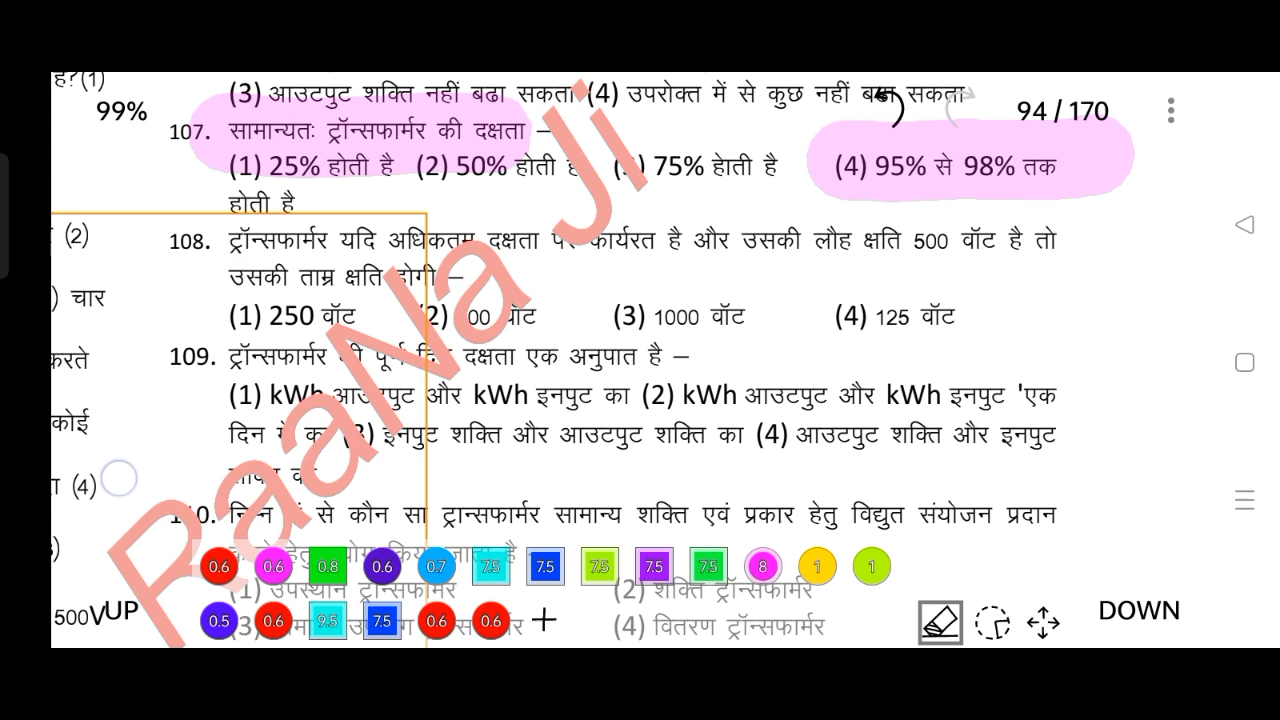 है?(1)
(3) आउटपुट शक्ति नहीं बढा सकता (4) उपरोक्त में से कुछ नहीं बढा सकता
99%
94 / 170
107. सामान्यतः ट्रॉन्सफार्मर की दक्षता –
(1) 25% होती है (2) 50% होती है 75% हेाती है (4) 95% से 98% तक
होती है
(2)
108. ट्रॉन्सफार्मर यदि अधिकतम दक्षता पर कार्यरत है और उसकी लौह क्षति 500 वॉट है तो
उसकी ताम्र क्षति होगी –
) चार
(1) 250 वॉट वॉट (3) 1000 वॉट (4) 125 वॉट
करते
109. ट्रॉन्सफार्मर की दक्षता एक अनुपात है –
(1) kWh आउटपुट और kWh इनपुट का (2) kWh आउटपुट और kWh इनपुट 'एक
कोई
दिन का (3) इनपुट शक्ति और आउटपुट शक्ति का (4) आउटपुट शक्ति और इनपुट
(4)
110. निम्न में से कौन सा ट्रान्सफार्मर सामान्य शक्ति एवं प्रकार हेतु विद्युत संयोजन प्रदान
0.6 0.6 0.8 0.6 0.7 7.5 7.5 7.5 7.5 7.5 8 1 1
(1) उपस्थान ट्रॉन्सफॉर्मर (2) शक्ति ट्रॉन्सफॉर्मर
500V UP 0.5 0.6 9.5 7.5 0.6 0.6 + DOWN
(4) वितरण ट्रॉन्सफार्मर
RaaNa Ji